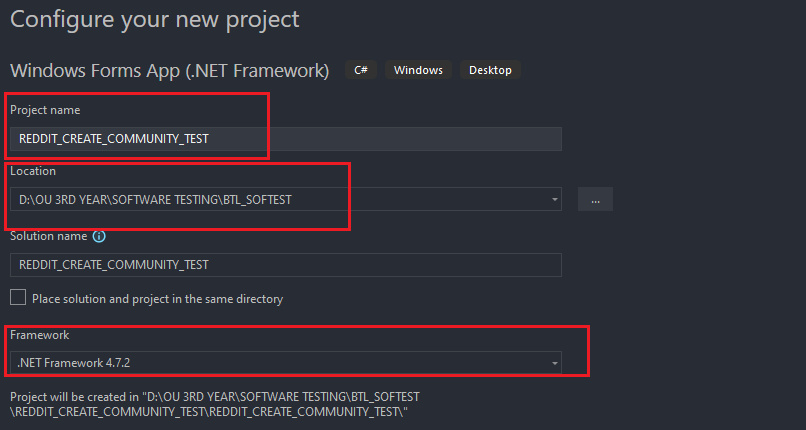 Configure your new project
Windows Forms App (.NET Framework) C# Windows Desktop
Project name
REDDIT_CREATE_COMMUNITY_TEST
Location
D:\OU 3RD YEAR\SOFTWARE TESTING\BTL_SOFTEST
...
Solution name
REDDIT_CREATE_COMMUNITY_TEST
Place solution and project in the same directory
Framework
.NET Framework 4.7.2
Project will be created in "D:\OU 3RD YEAR\SOFTWARE TESTING\BTL_SOFTEST
\REDDIT_CREATE_COMMUNITY_TEST\REDDIT_CREATE_COMMUNITY_TEST\"